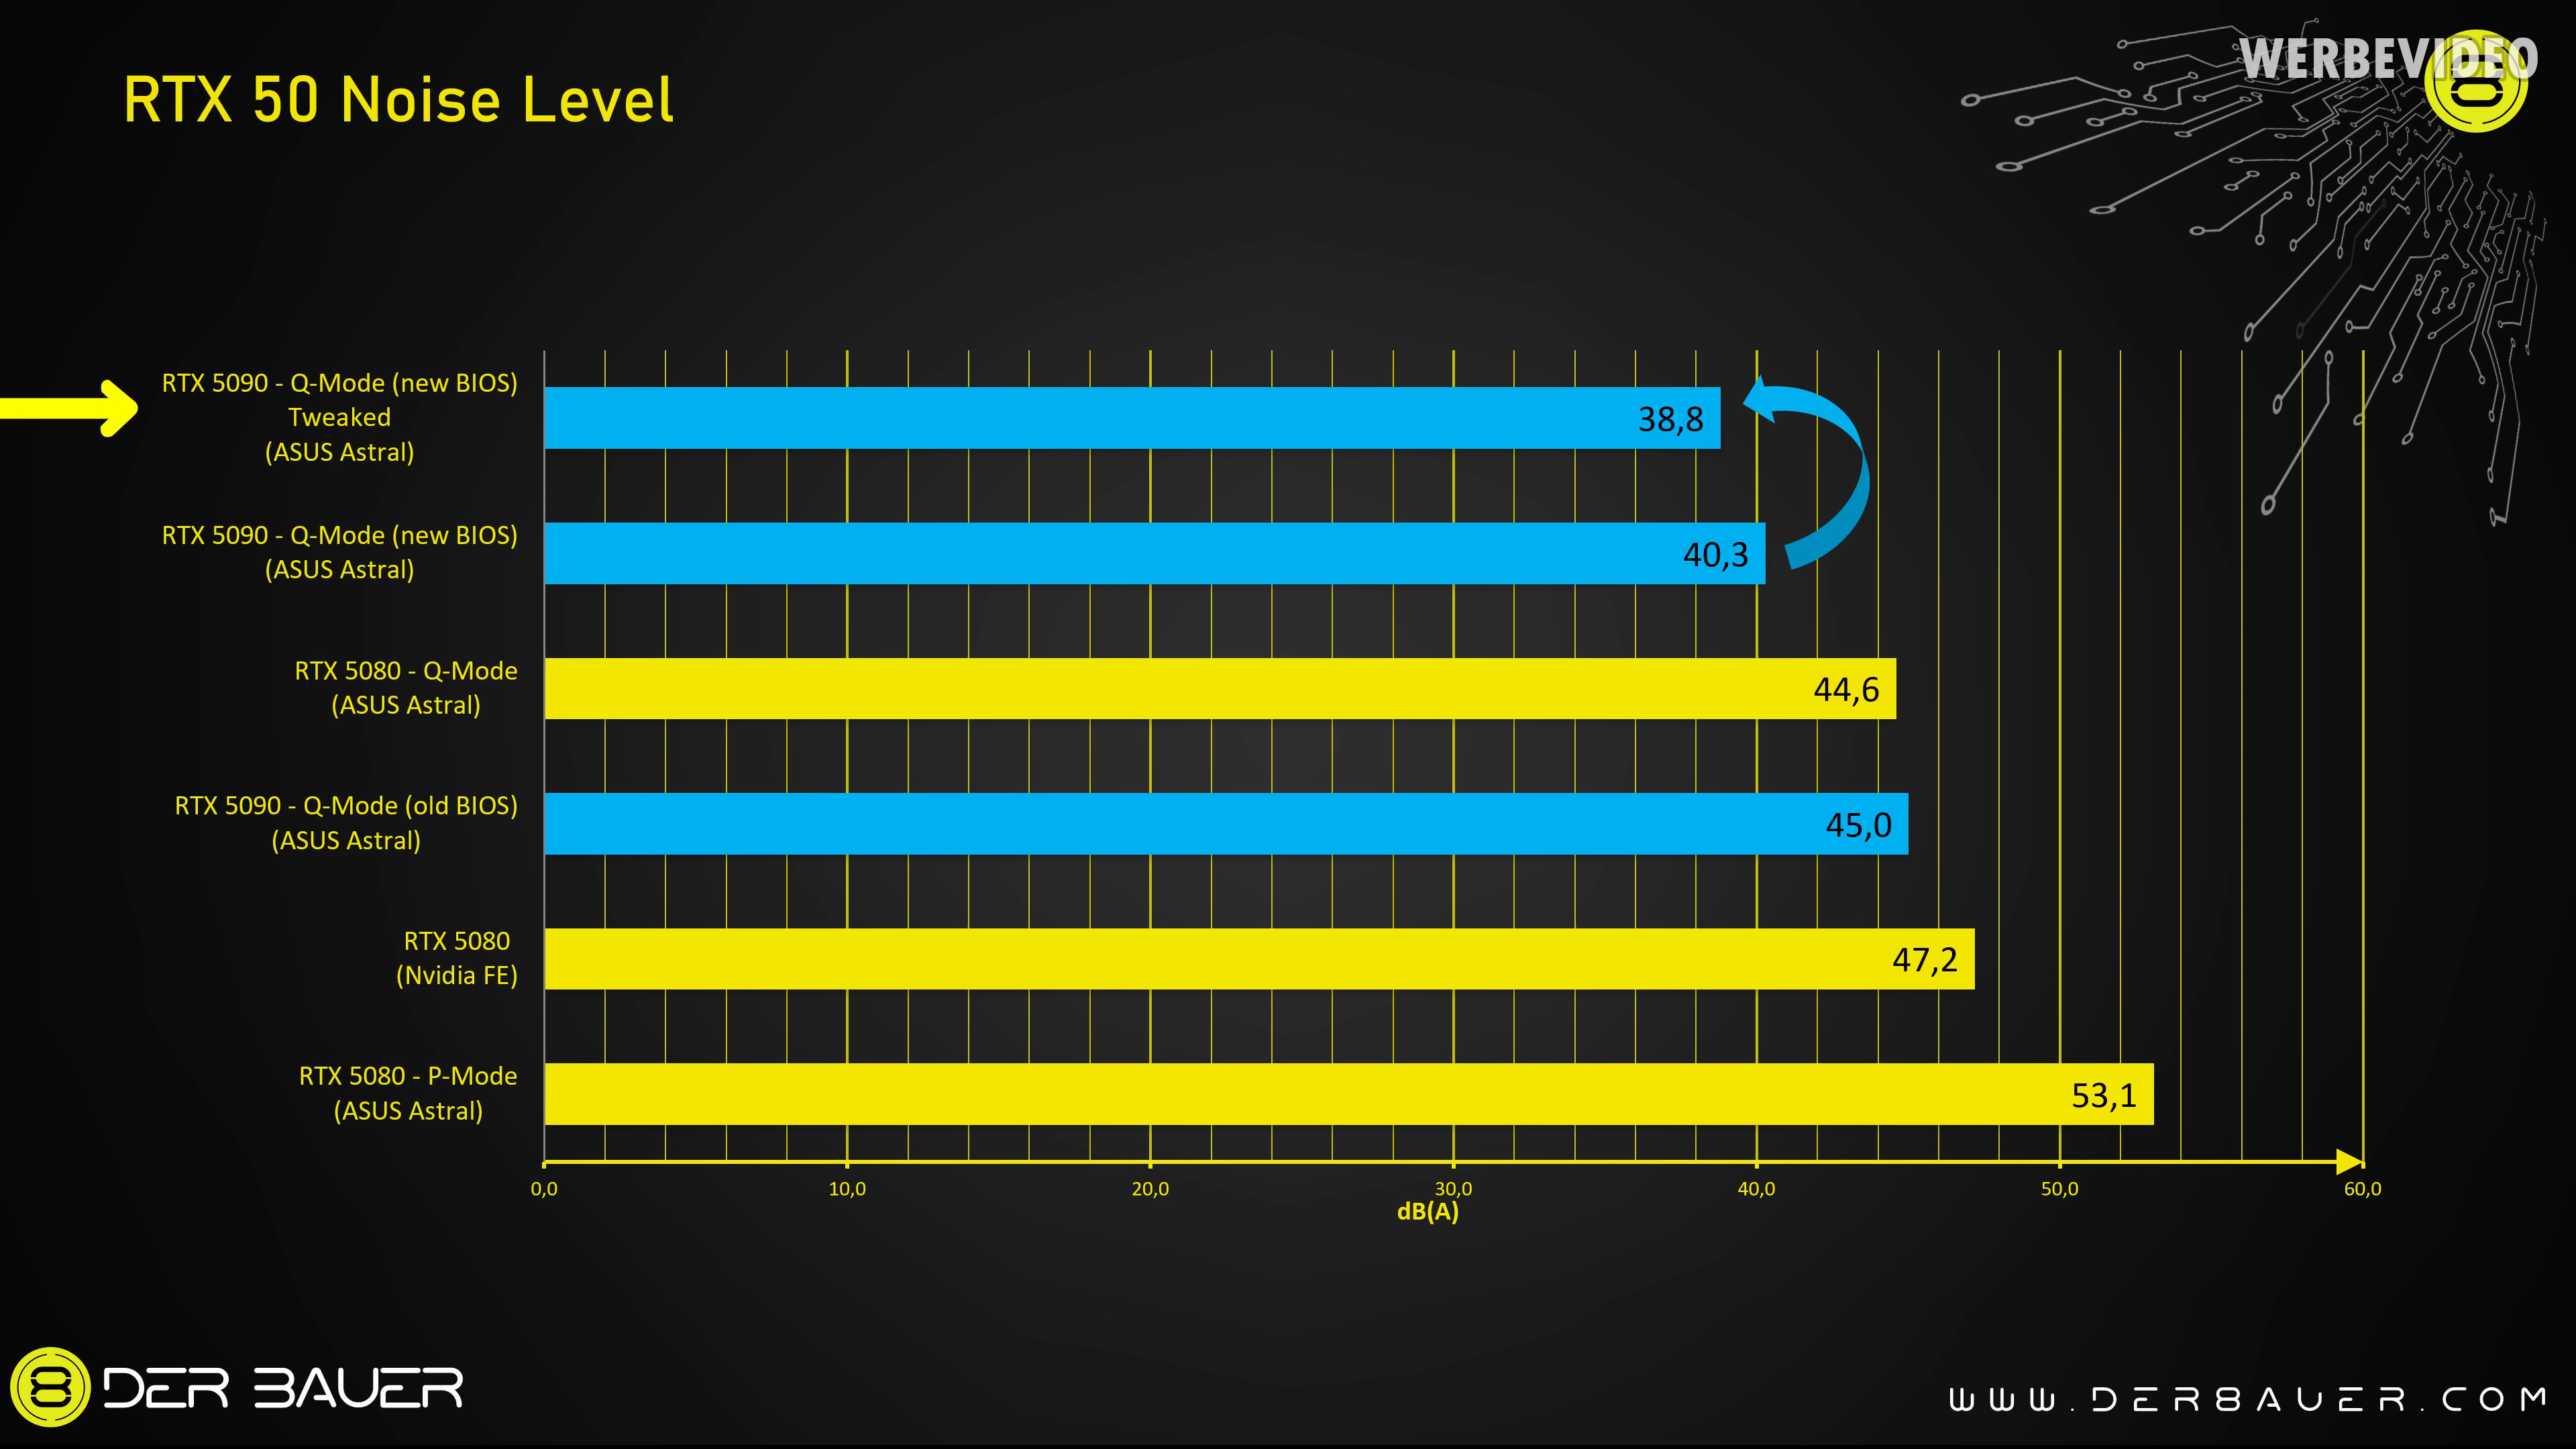 WERBEVIDEO
RTX 50 Noise Level
RTX 5090 - Q-Mode (new BIOS)
Tweaked
(ASUS Astral)
38,8
RTX 5090 - Q-Mode (new BIOS)
(ASUS Astral)
40,3
RTX 5080 - Q-Mode
(ASUS Astral)
44,6
RTX 5090 - Q-Mode (old BIOS)
(ASUS Astral)
45,0
RTX 5080
(Nvidia FE)
47,2
RTX 5080 - P-Mode
(ASUS Astral)
53,1
0,0 10,0 20,0 30,0 40,0 50,0 60,0
dB(A)
DER 8AUER
WWW.DER8AUER.COM